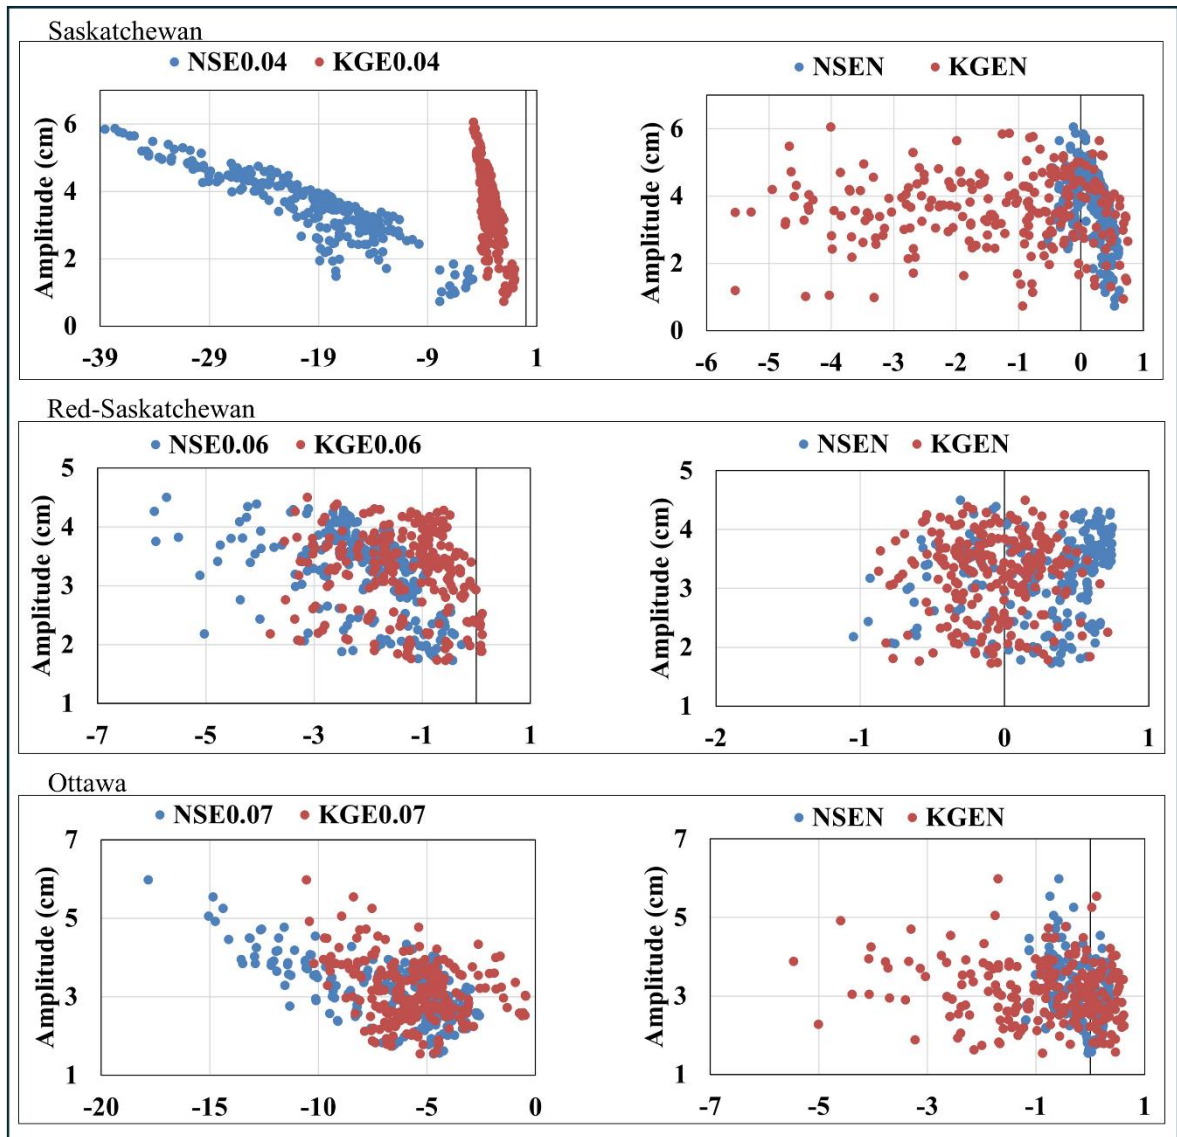 Saskatchewan
NSE0.04 KGE0.04
Amplitude (cm)
6
4
2
0
-39 -29 -19 -9 1
NSEN KGEN
Amplitude (cm)
6
4
2
0
-6 -5 -4 -3 -2 -1 0 1
Red-Saskatchewan
NSE0.06 KGE0.06
Amplitude (cm)
5
4
3
2
1
-7 -5 -3 -1 1
NSEN KGEN
Amplitude (cm)
5
4
3
2
1
-2 -1 0 1
Ottawa
NSE0.07 KGE0.07
Amplitude (cm)
7
5
3
1
-20 -15 -10 -5 0
NSEN KGEN
Amplitude (cm)
7
5
3
1
-7 -5 -3 -1 1